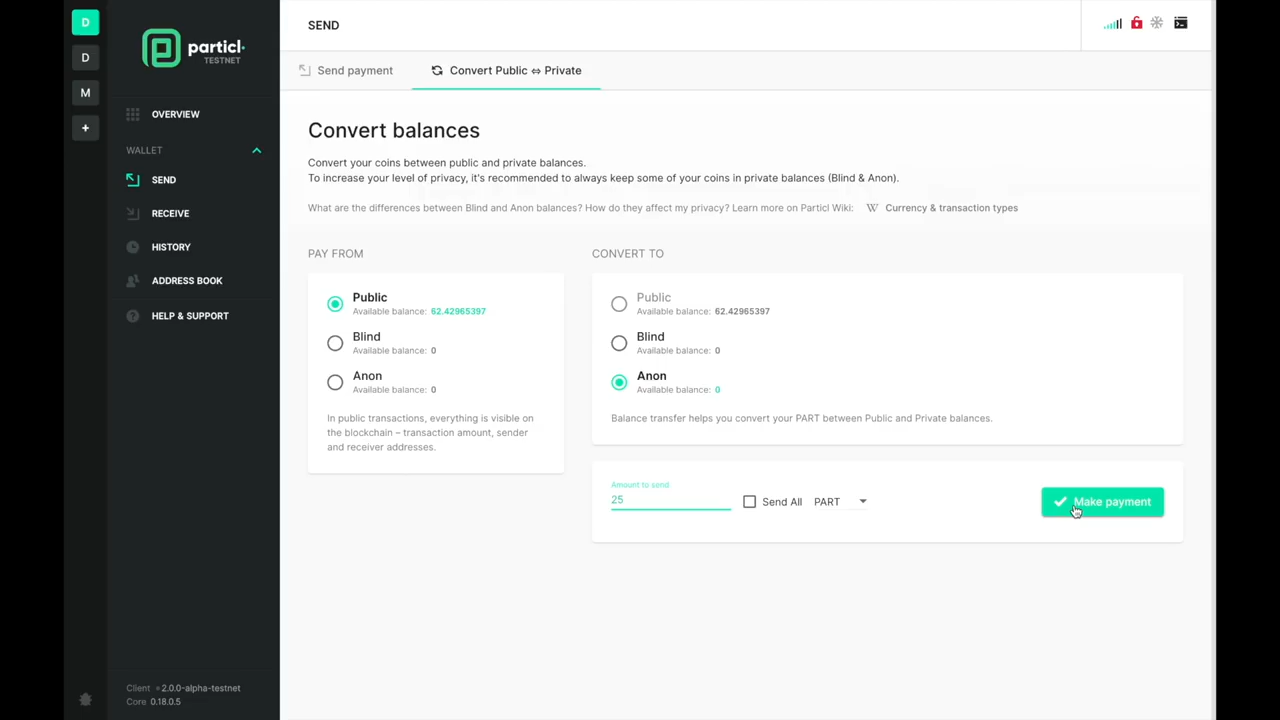 D
D
M
+
particl
TESTNET
OVERVIEW
WALLET
SEND
RECEIVE
HISTORY
ADDRESS BOOK
HELP & SUPPORT
Client 2.0.0-alpha-testnet
Core 0.18.0.5
SEND
Send payment
Convert Public ⇔ Private
Convert balances
Convert your coins between public and private balances.
To increase your level of privacy, it's recommended to always keep some of your coins in private balances (Blind & Anon).
What are the differences between Blind and Anon balances? How do they affect my privacy? Learn more on Particl Wiki: W Currency & transaction types
PAY FROM
Public
Available balance: 62.42965397
Blind
Available balance: 0
Anon
Available balance: 0
In public transactions, everything is visible on
the blockchain – transaction amount, sender
and receiver addresses.
CONVERT TO
Public
Available balance: 62.42965397
Blind
Available balance: 0
Anon
Available balance: 0
Balance transfer helps you convert your PART between Public and Private balances.
Amount to send
25
Send All PART
Make payment